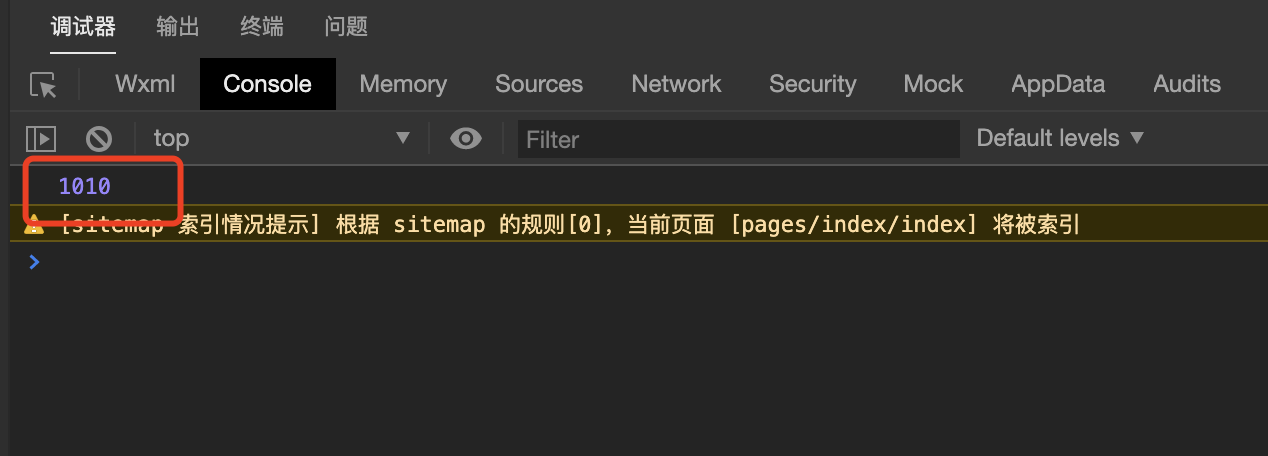 调试器 输出 终端 问题
Wxml Console Memory Sources Network Security Mock AppData Audits
top Filter Default levels
1010
[sitemap 索引情况提示] 根据 sitemap 的规则[0], 当前页面 [pages/index/index] 将被索引